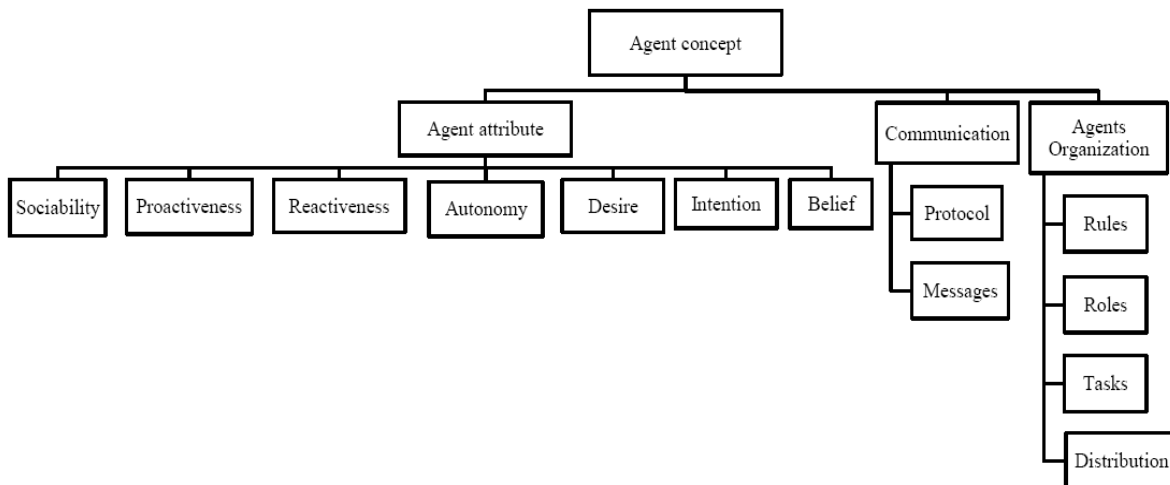 Agent concept
Agent attribute
Communication
Agents
Organization
Sociability
Proactiveness
Reactiveness
Autonomy
Desire
Intention
Belief
Protocol
Messages
Rules
Roles
Tasks
Distribution